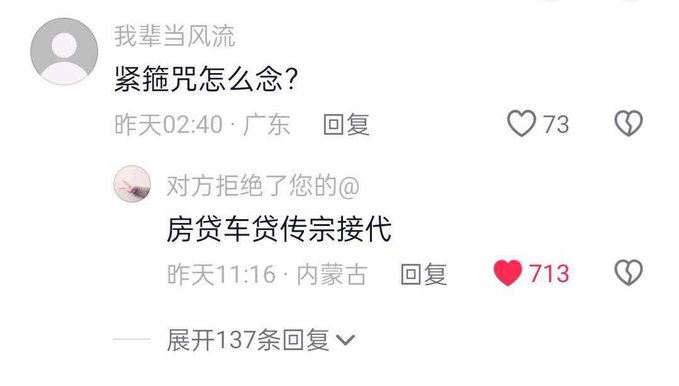 我辈当风流
紧箍咒怎么念?
昨天02:40 · 广东 回复 73
对方拒绝了您的@
房贷车贷传宗接代
昨天11:16 · 内蒙古 回复 713
展开137条回复